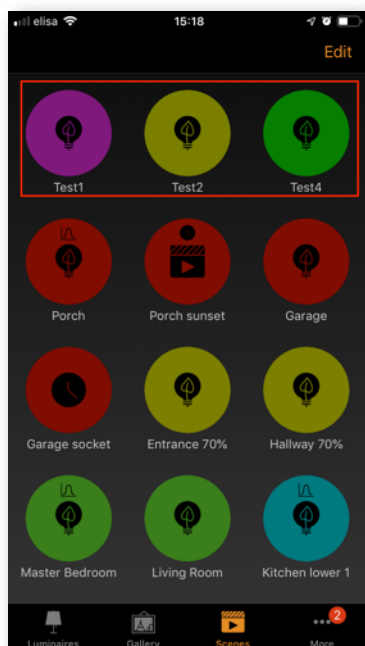 elisa 15:18
Edit
Test1 Test2 Test4
Porch Porch sunset Garage
Garage socket Entrance 70% Hallway 70%
Master Bedroom Living Room Kitchen lower 1
2
Luminaires Gallery Scenes More